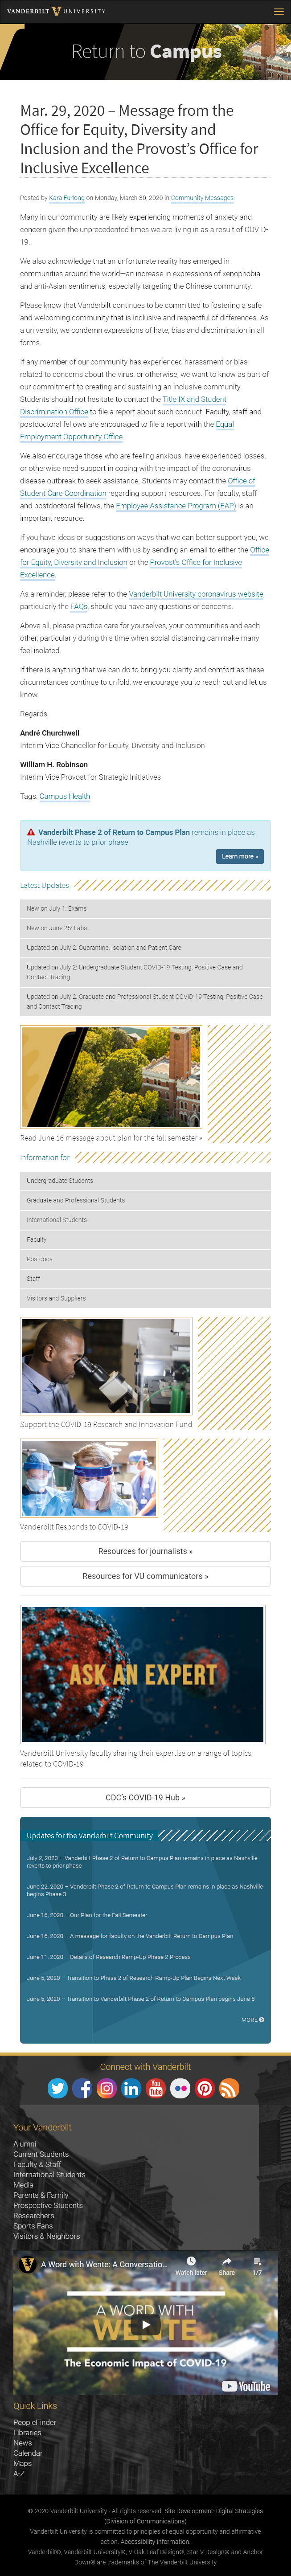 VANDERBILT V UNIVERSITY
Return to Campus
Mar. 29, 2020 – Message from the
Office for Equity, Diversity and
Inclusion and the Provost's Office for
Inclusive Excellence
Posted by Kara Furlong on Monday, March 30, 2020 in Community Messages.
Many in our community are likely experiencing moments of anxiety and
concern given the unprecedented times we are living in as a result of COVID-
19.
We also acknowledge that an unfortunate reality has emerged in
communities around the world—an increase in expressions of xenophobia
and anti-Asian sentiments, especially targeting the Chinese community.
Please know that Vanderbilt continues to be committed to fostering a safe
and welcoming community that is inclusive and respectful of differences. As
a university, we condemn expressions of hate, bias and discrimination in all
forms.
If any member of our community has experienced harassment or bias
related to concerns about the virus, or otherwise, we want to know as part of
our commitment to creating and sustaining an inclusive community.
Students should not hesitate to contact the Title IX and Student
Discrimination Office to file a report about such conduct. Faculty, staff and
postdoctoral fellows are encouraged to file a report with the Equal
Employment Opportunity Office.
We also encourage those who are feeling anxious, have experienced losses,
or otherwise need support in coping with the impact of the coronavirus
disease outbreak to seek assistance. Students may contact the Office of
Student Care Coordination regarding support and resources. For faculty, staff
and postdoctoral fellows, the Employee Assistance Program (EAP) is an
important resource.
If you have ideas or suggestions on ways that we can better support you, we
encourage you to share them with us by sending an email to either the Office
for Equity, Diversity and Inclusion or the Provost's Office for Inclusive
Excellence.
As a reminder, please refer to the Vanderbilt University coronavirus website,
particularly the FAQs, should you have any questions or concerns.
Above all, please practice care for yourselves, your communities and each
other, particularly during this time when social distancing can make many
feel isolated.
If there is anything that we can do to bring you clarity and comfort as these
circumstances continue to unfold, we encourage you to reach out and let us
know.
Regards,
André Churchwell
Interim Vice Chancellor for Equity, Diversity and Inclusion
William H. Robinson
Interim Vice Provost for Strategic Initiatives
Tags: Campus Health
Vanderbilt Phase 2 of Return to Campus Plan remains in place as
Nashville reverts to prior phase.
Learn more »
Latest Updates
New on July 1: Exams
New on June 25: Labs
Updated on July 2: Quarantine, Isolation and Patient Care
Updated on July 2: Undergraduate Student COVID-19 Testing, Positive Case and
Contact Tracing
Updated on July 2: Graduate and Professional Student COVID-19 Testing, Positive Case
and Contact Tracing
Read June 16 message about plan for the fall semester »
Information for
Undergraduate Students
Graduate and Professional Students
International Students
Faculty
Postdocs
Staff
Visitors and Suppliers
Support the COVID-19 Research and Innovation Fund
Vanderbilt Responds to COVID-19
Resources for journalists »
Resources for VU communicators »
ASK AN EXPERT
Vanderbilt University faculty sharing their expertise on a range of topics
related to COVID-19
CDC's COVID-19 Hub »
Updates for the Vanderbilt Community
July 2, 2020 – Vanderbilt Phase 2 of Return to Campus Plan remains in place as Nashville
reverts to prior phase
June 22, 2020 – Vanderbilt Phase 2 of Return to Campus Plan remains in place as Nashville
begins Phase 3
June 16, 2020 – Our Plan for the Fall Semester
June 16, 2020 – A message for faculty on the Vanderbilt Return to Campus Plan
June 11, 2020 – Details of Research Ramp-Up Phase 2 Process
June 5, 2020 – Transition to Phase 2 of Research Ramp-Up Plan Begins Next Week
June 5, 2020 – Transition to Vanderbilt Phase 2 of Return to Campus Plan begins June 8
MORE
Connect with Vanderbilt
Your Vanderbilt
Alumni
Current Students
Faculty & Staff
International Students
Media
Parents & Family
Prospective Students
Researchers
Sports Fans
Visitors & Neighbors
A Word with Wente: A Conversatio...
Watch later
Share
1/7
A WORD WITH
WENTE
The Economic Impact of COVID-19
YouTube
Quick Links
PeopleFinder
Libraries
News
Calendar
Maps
A-Z
© 2020 Vanderbilt University · All rights reserved. Site Development: Digital Strategies
(Division of Communications)
Vanderbilt University is committed to principles of equal opportunity and affirmative
action. Accessibility information.
Vanderbilt®, Vanderbilt University®, V Oak Leaf Design®, Star V Design® and Anchor
Down® are trademarks of The Vanderbilt University